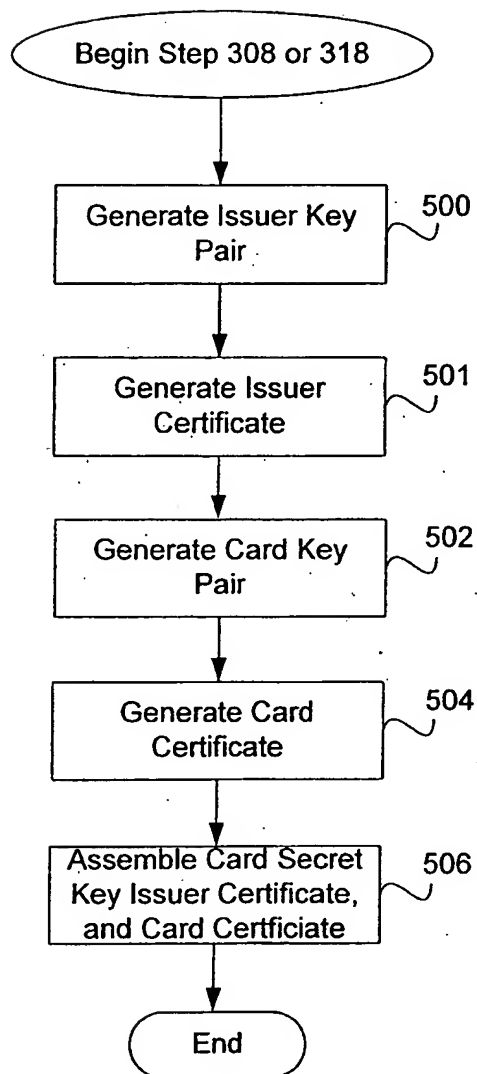 Begin Step 308 or 318
500
Generate Issuer Key
Pair
501
Generate Issuer
Certificate
502
Generate Card Key
Pair
504
Generate Card
Certificate
506
Assemble Card Secret
Key Issuer Certificate,
and Card Certficiate
End